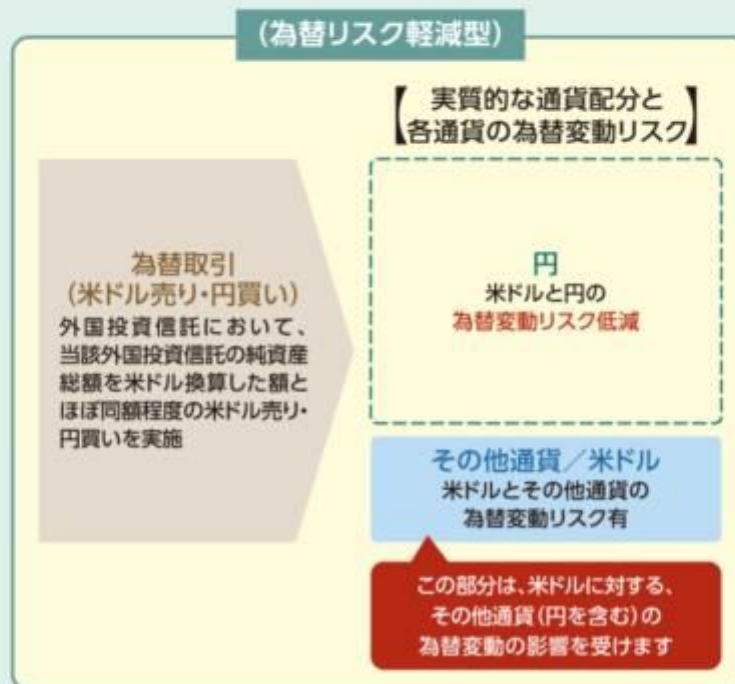 (為替リスク軽減型)
【実質的な通貨配分と
各通貨の為替変動リスク】
為替取引
(米ドル売り・円買い)
外国投資信託において、
当該外国投資信託の純資産
総額を米ドル換算した額と
ほぼ同額程度の米ドル売り・
円買いを実施
円
米ドルと円の
為替変動リスク低減
その他通貨／米ドル
米ドルとその他通貨の
為替変動リスク有
この部分は、米ドルに対する、
その他通貨(円を含む)の
為替変動の影響を受けます